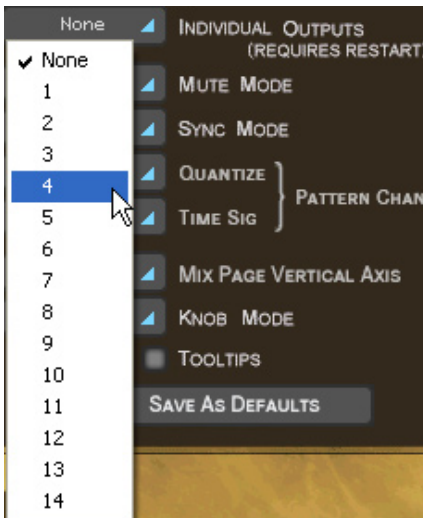 None
INDIVIDUAL OUTPUTS
(REQUIRES RESTART)
✔ None
1
2
3
4
5
6
7
8
9
10
11
12
13
14
MUTE MODE
SYNC MODE
QUANTIZE
TIME SIG
PATTERN CHAN
MIX PAGE VERTICAL AXIS
KNOB MODE
TOOLTIPS
SAVE AS DEFAULTS